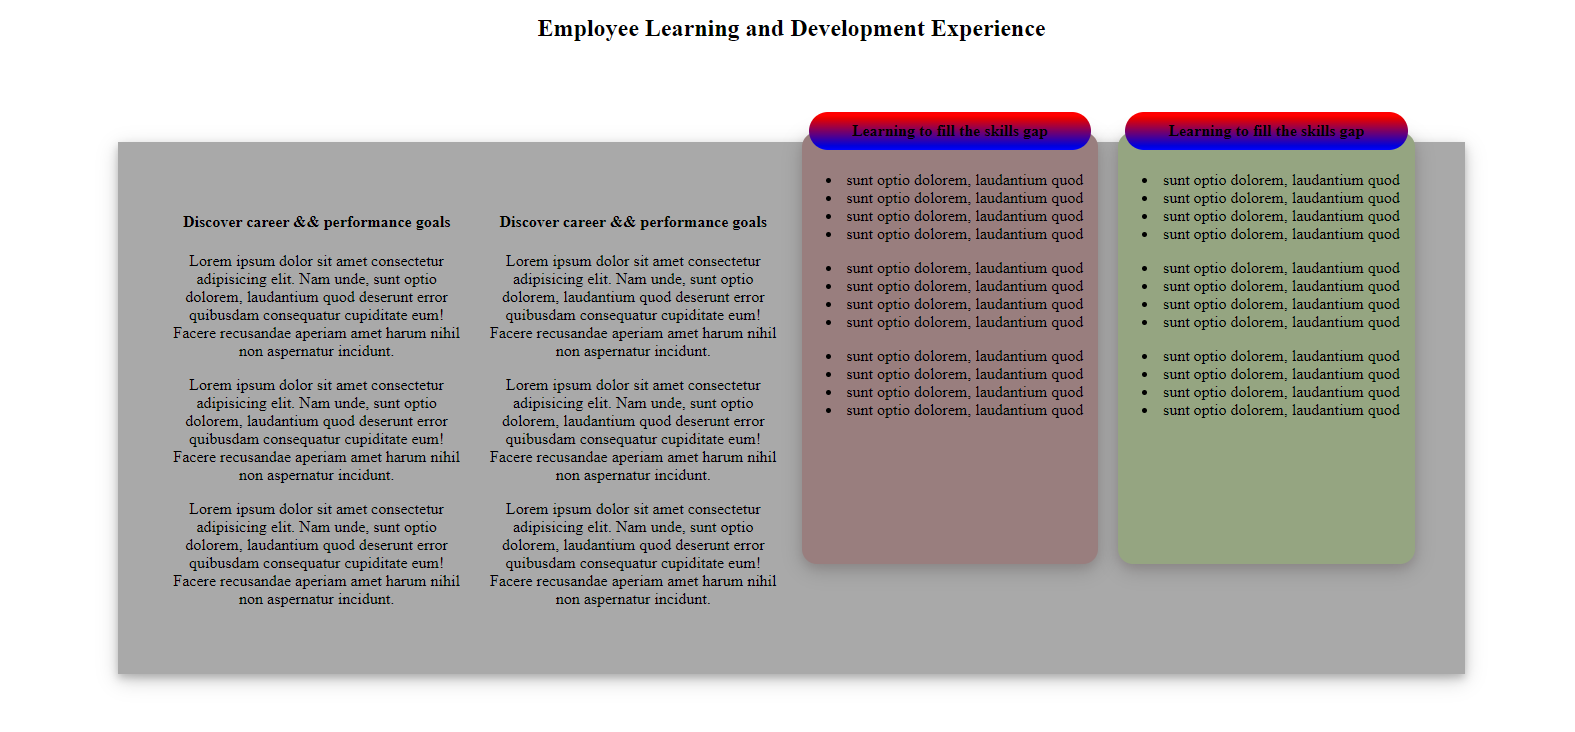 Employee Learning and Development Experience
Discover career && performance goals
Lorem ipsum dolor sit amet consectetur
adipisicing elit. Nam unde, sunt optio
dolorem, laudantium quod deserunt error
quibusdam consequatur cupiditate eum!
Facere recusandae aperiam amet harum nihil
non aspernatur incidunt.
Lorem ipsum dolor sit amet consectetur
adipisicing elit. Nam unde, sunt optio
dolorem, laudantium quod deserunt error
quibusdam consequatur cupiditate eum!
Facere recusandae aperiam amet harum nihil
non aspernatur incidunt.
Lorem ipsum dolor sit amet consectetur
adipisicing elit. Nam unde, sunt optio
dolorem, laudantium quod deserunt error
quibusdam consequatur cupiditate eum!
Facere recusandae aperiam amet harum nihil
non aspernatur incidunt.
Discover career && performance goals
Lorem ipsum dolor sit amet consectetur
adipisicing elit. Nam unde, sunt optio
dolorem, laudantium quod deserunt error
quibusdam consequatur cupiditate eum!
Facere recusandae aperiam amet harum nihil
non aspernatur incidunt.
Lorem ipsum dolor sit amet consectetur
adipisicing elit. Nam unde, sunt optio
dolorem, laudantium quod deserunt error
quibusdam consequatur cupiditate eum!
Facere recusandae aperiam amet harum nihil
non aspernatur incidunt.
Lorem ipsum dolor sit amet consectetur
adipisicing elit. Nam unde, sunt optio
dolorem, laudantium quod deserunt error
quibusdam consequatur cupiditate eum!
Facere recusandae aperiam amet harum nihil
non aspernatur incidunt.
Learning to fill the skills gap
• sunt optio dolorem, laudantium quod
• sunt optio dolorem, laudantium quod
• sunt optio dolorem, laudantium quod
• sunt optio dolorem, laudantium quod
• sunt optio dolorem, laudantium quod
• sunt optio dolorem, laudantium quod
• sunt optio dolorem, laudantium quod
• sunt optio dolorem, laudantium quod
• sunt optio dolorem, laudantium quod
• sunt optio dolorem, laudantium quod
• sunt optio dolorem, laudantium quod
• sunt optio dolorem, laudantium quod
Learning to fill the skills gap
• sunt optio dolorem, laudantium quod
• sunt optio dolorem, laudantium quod
• sunt optio dolorem, laudantium quod
• sunt optio dolorem, laudantium quod
• sunt optio dolorem, laudantium quod
• sunt optio dolorem, laudantium quod
• sunt optio dolorem, laudantium quod
• sunt optio dolorem, laudantium quod
• sunt optio dolorem, laudantium quod
• sunt optio dolorem, laudantium quod
• sunt optio dolorem, laudantium quod
• sunt optio dolorem, laudantium quod